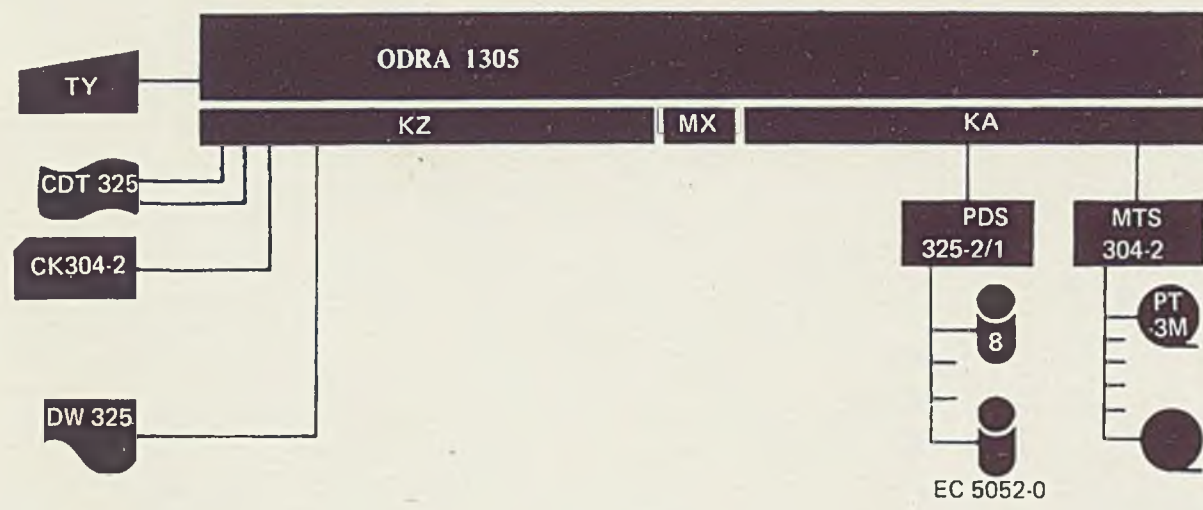 ODRA 1305
TY
KZ
MX
KA
CDT 325
CK304-2
DW 325
PDS
325-2/1
MTS
304-2
8
PT
-3M
EC 5052-0